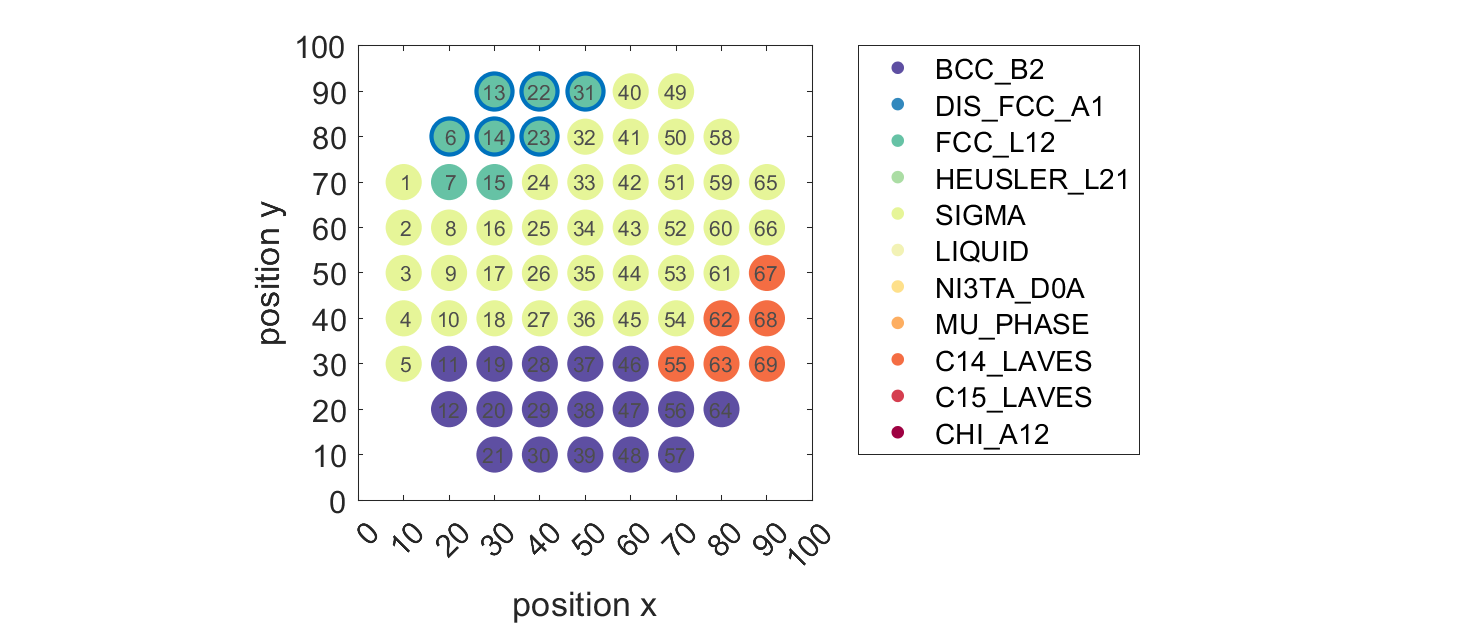 100
90
80
70
60
50
40
30
20
10
0
position y
13 22 31 40 49
6 14 23 32 41 50 58
1 7 15 24 33 42 51 59 65
2 8 16 25 34 43 52 60 66
3 9 17 26 35 44 53 61 67
4 10 18 27 36 45 54 62 68
5 11 19 28 37 46 55 63 69
12 20 29 38 47 56 64
21 30 39 48 57
0 10 20 30 40 50 60 70 80 90 100
position x
BCC_B2
DIS_FCC_A1
FCC_L12
HEUSLER_L21
SIGMA
LIQUID
NI3TA_D0A
MU_PHASE
C14_LAVES
C15_LAVES
CHI_A12